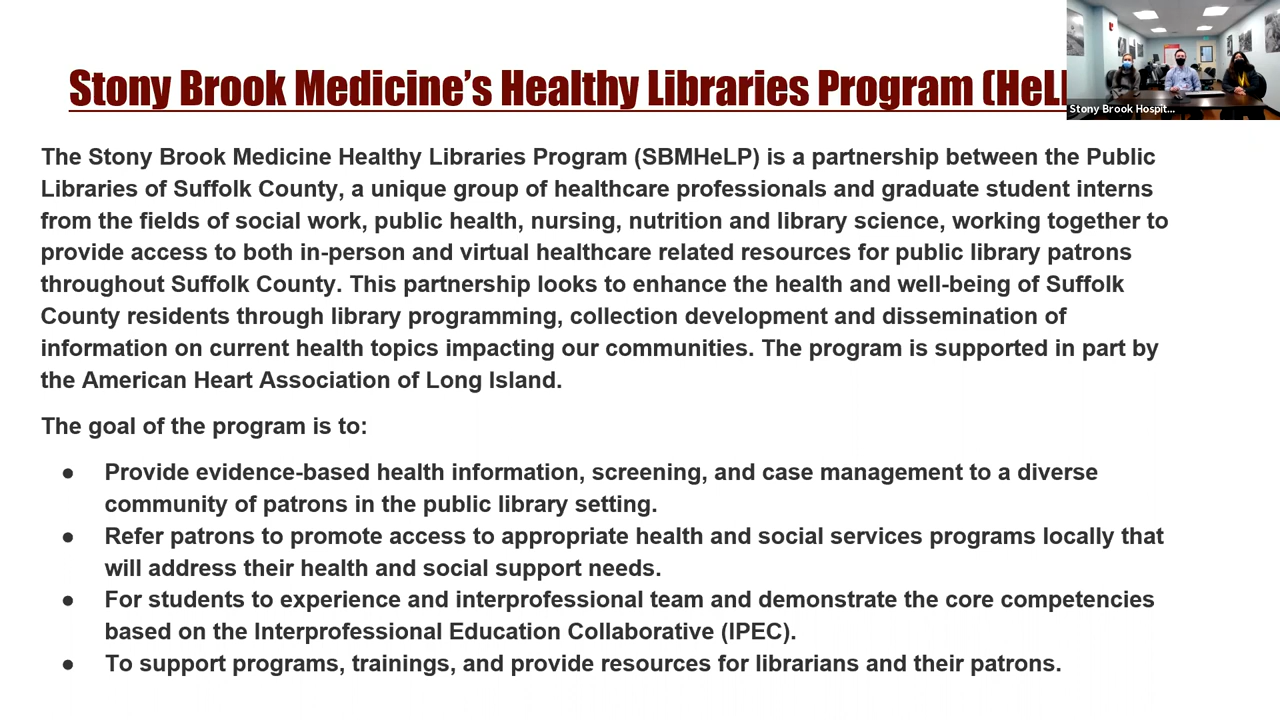 Stony Brook Medicine’s Healthy Libraries Program (HeL
Stony Brook Hospit...
The Stony Brook Medicine Healthy Libraries Program (SBMHeLP) is a partnership between the Public
Libraries of Suffolk County, a unique group of healthcare professionals and graduate student interns
from the fields of social work, public health, nursing, nutrition and library science, working together to
provide access to both in-person and virtual healthcare related resources for public library patrons
throughout Suffolk County. This partnership looks to enhance the health and well-being of Suffolk
County residents through library programming, collection development and dissemination of
information on current health topics impacting our communities. The program is supported in part by
the American Heart Association of Long Island.
The goal of the program is to:
● Provide evidence-based health information, screening, and case management to a diverse
community of patrons in the public library setting.
● Refer patrons to promote access to appropriate health and social services programs locally that
will address their health and social support needs.
● For students to experience and interprofessional team and demonstrate the core competencies
based on the Interprofessional Education Collaborative (IPEC).
● To support programs, trainings, and provide resources for librarians and their patrons.